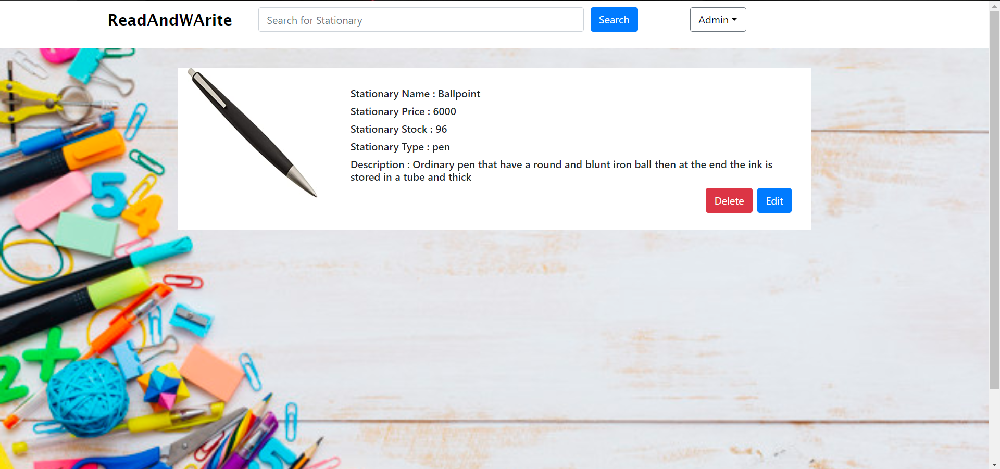 ReadAndWArite
Search for Stationary
Search
Admin
Stationary Name : Ballpoint
Stationary Price : 6000
Stationary Stock : 96
Stationary Type : pen
Description : Ordinary pen that have a round and blunt iron ball then at the end the ink is
stored in a tube and thick
Delete
Edit